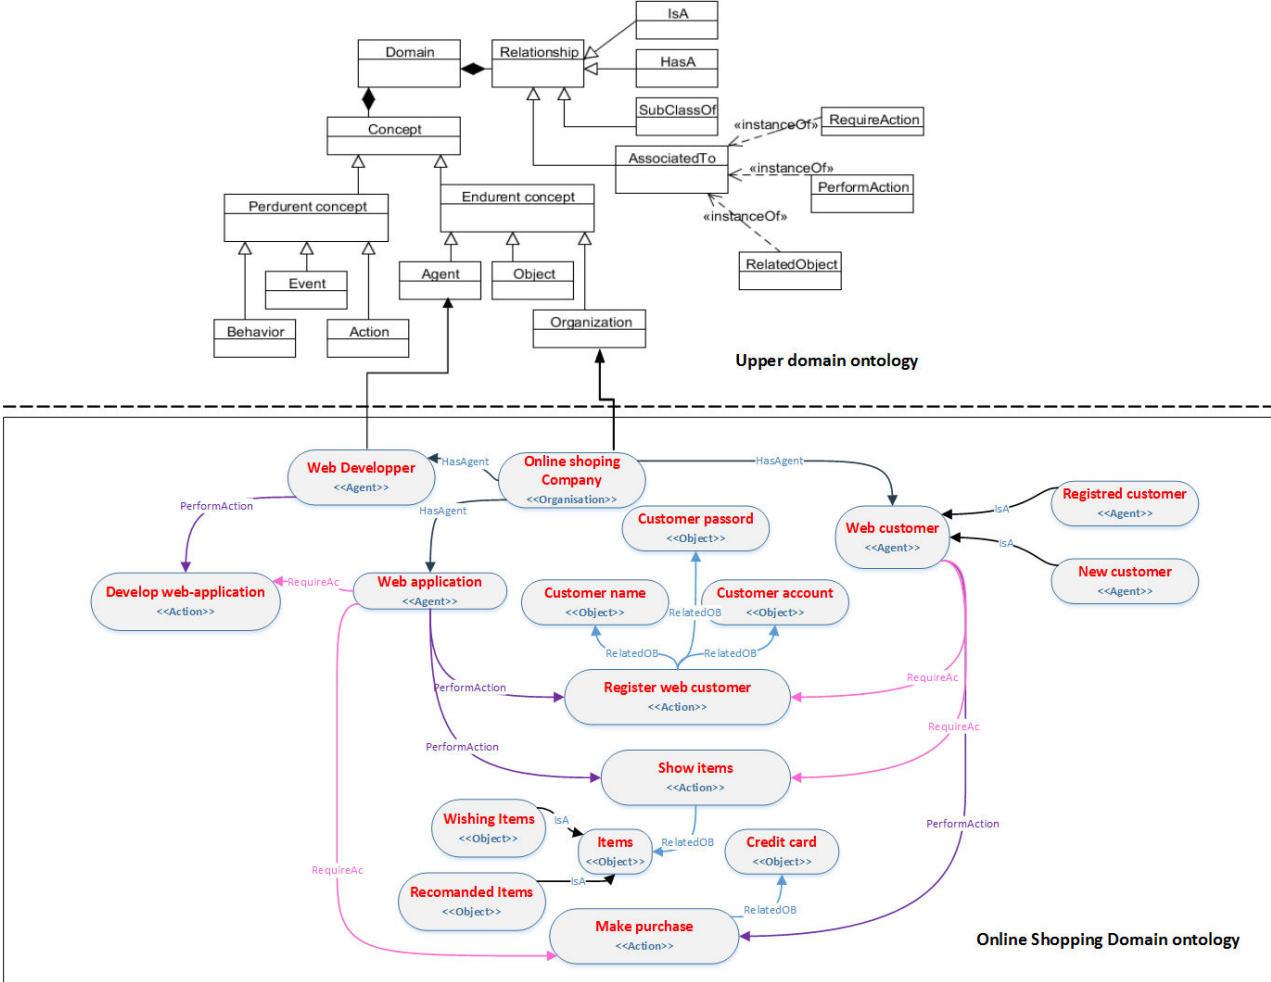 IsA
Domain
Relationship
HasA
SubClassOf
Concept
«instanceOf»
RequireAction
AssociatedTo
«instanceOf»
PerformAction
Perdurent concept
Endurent concept
«instanceOf»
RelatedObject
Agent
Object
Event
Behavior
Action
Organization
Upper domain ontology
Web Developper
<<Agent>>
HasAgent
Online shoping
Company
<<Organisation>>
HasAgent
HasAgent
PerformAction
Customer passord
<<Object>>
Web customer
<<Agent>>
IsA
Registred customer
<<Agent>>
IsA
New customer
<<Agent>>
Develop web-application
<<Action>>
RequireAc
Web application
<<Agent>>
Customer name
<<Object>>
RelatedOB
Customer account
<<Object>>
RelatedOB
RelatedOB
PerformAction
Register web customer
<<Action>>
RequireAc
RequireAc
PerformAction
Show items
<<Action>>
Wishing Items
<<Object>>
IsA
Items
<<Object>>
RelatedOB
Credit card
<<Object>>
PerformAction
RequireAc
Recomanded Items
<<Object>>
IsA
RelatedOB
Make purchase
<<Action>>
Online Shopping Domain ontology